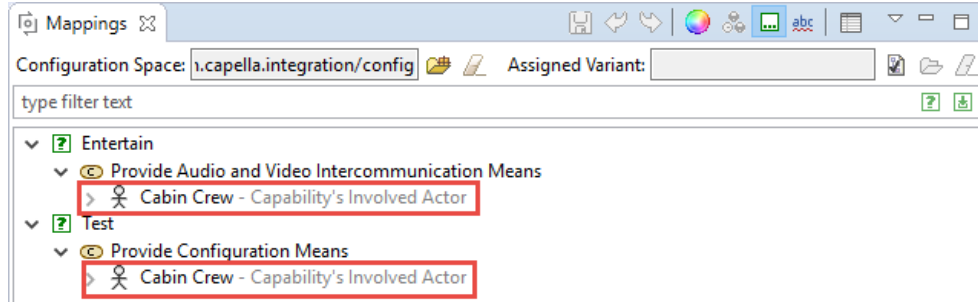 Mappings
abc
Configuration Space: ı.capella.integration/config Assigned Variant:
type filter text
Entertain
Provide Audio and Video Intercommunication Means
Cabin Crew - Capability's Involved Actor
Test
Provide Configuration Means
Cabin Crew - Capability's Involved Actor